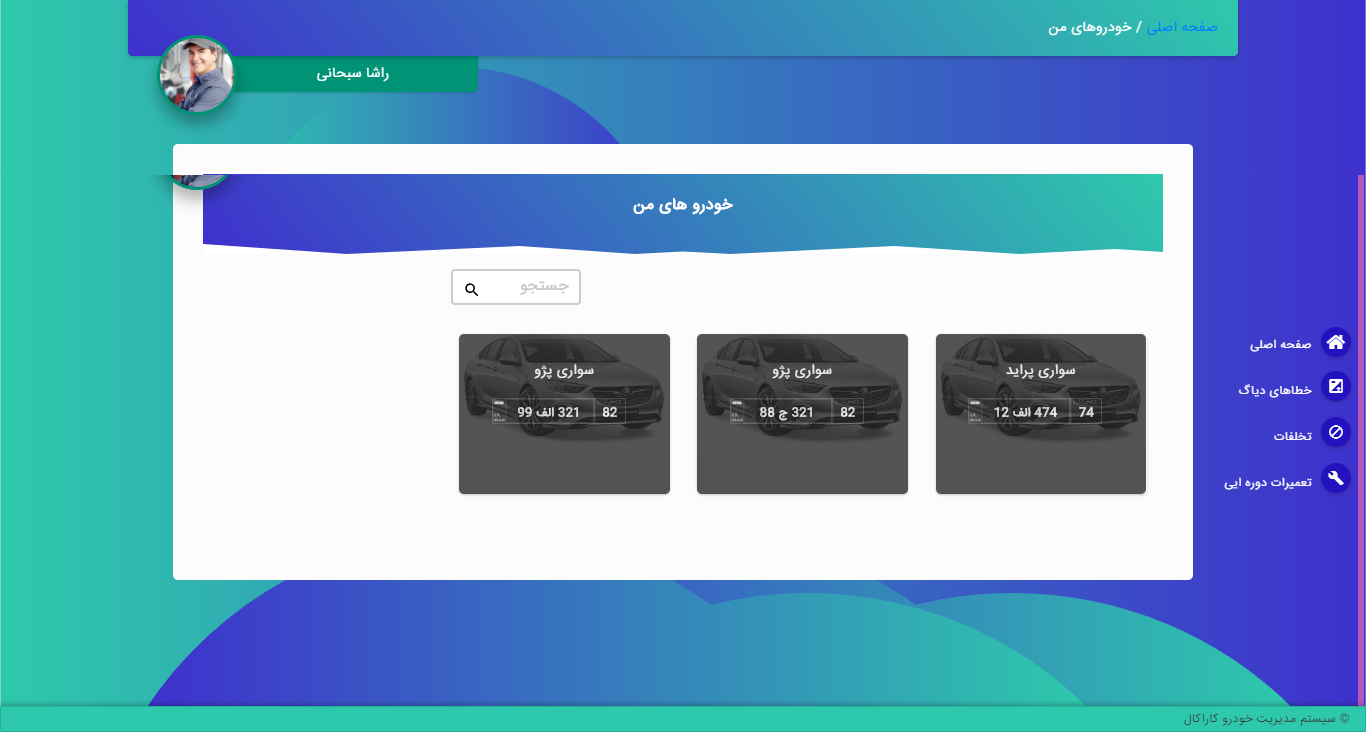 صفحه اصلی / خودروهای من
راشا سبحانی
خودرو های من
جستجو
سواری پراید
74 474 الف 12
سواری پژو
82 321 ج 88
سواری پژو
82 321 الف 99
صفحه اصلی
خطاهای دیاگ
تخلفات
تعمیرات دوره ایی
© سیستم مدیریت خودرو کاراکال